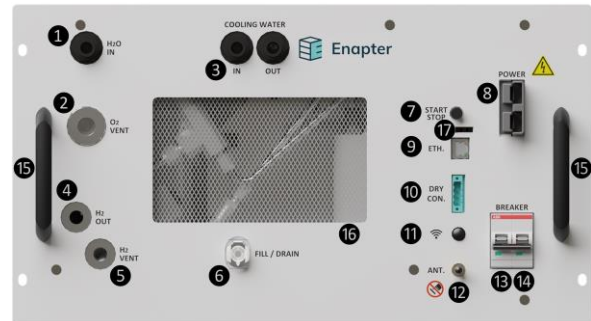 1
H2O
IN
COOLING WATER
3
IN
OUT
Enapter
2
O2
VENT
4
H2
OUT
5
H2
VENT
15
6
FILL / DRAIN
16
7
START
STOP
17
9
ETH.
10
DRY
CON.
11
ANT.
12
POWER
8
15
BREAKER
13
14